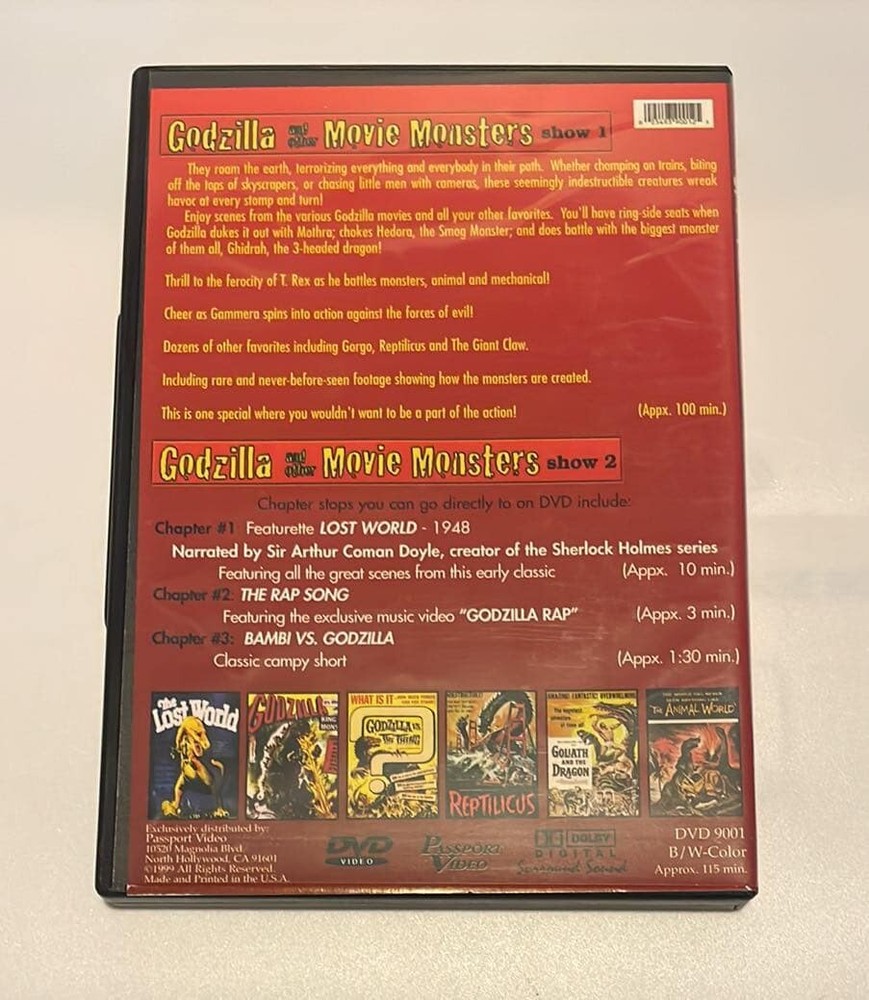 Godzilla and other Movie Monsters show 1
They roam the earth, terrorizing everything and everybody in their path. Whether chomping on trains, biting
off the tops of skyscrapers, or chasing little men with cameras, these seemingly indestructible creatures wreak
havoc at every stomp and turn!
Enjoy scenes from the various Godzilla movies and all your other favorites. You'll have ring-side seats when
Godzilla dukes it out with Mothra; chokes Hedora, the Smog Monster; and does battle with the biggest monster
of them all, Ghidrah, the 3-headed dragon!
Thrill to the ferocity of T. Rex as he battles monsters, animal and mechanical!
Cheer as Gammera spins into action against the forces of evil!
Dozens of other favorites including Gorgo, Reptilicus and The Giant Claw.
Including rare and never-before-seen footage showing how the monsters are created.
This is one special where you wouldn't want to be a part of the action! (Appx. 100 min.)
Godzilla and other Movie Monsters show 2
Chapter stops you can go directly to on DVD include:
Chapter #1 Featurette LOST WORLD - 1948
Narrated by Sir Arthur Coman Doyle, creator of the Sherlock Holmes series
Featuring all the great scenes from this early classic (Appx. 10 min.)
Chapter #2: THE RAP SONG
Featuring the exclusive music video "GODZILLA RAP" (Appx. 3 min.)
Chapter #3: BAMBI VS. GODZILLA
Classic campy short (Appx. 1:30 min.)
The Lost World
GODZILLA
WHAT IS IT
GODZILLA VS. THE THING
REPTILICUS
GOLIATH AND THE DRAGON
The ANIMAL WORLD
Exclusively distributed by:
Passport Video
10520 Magnolia Blvd.
North Hollywood, CA 91601
©1999 All Rights Reserved.
Made and Printed in the U.S.A.
DVD VIDEO
PASSPORT VIDEO
DOLBY DIGITAL
Surround Sound
DVD 9001
B/W-Color
Approx. 115 min.